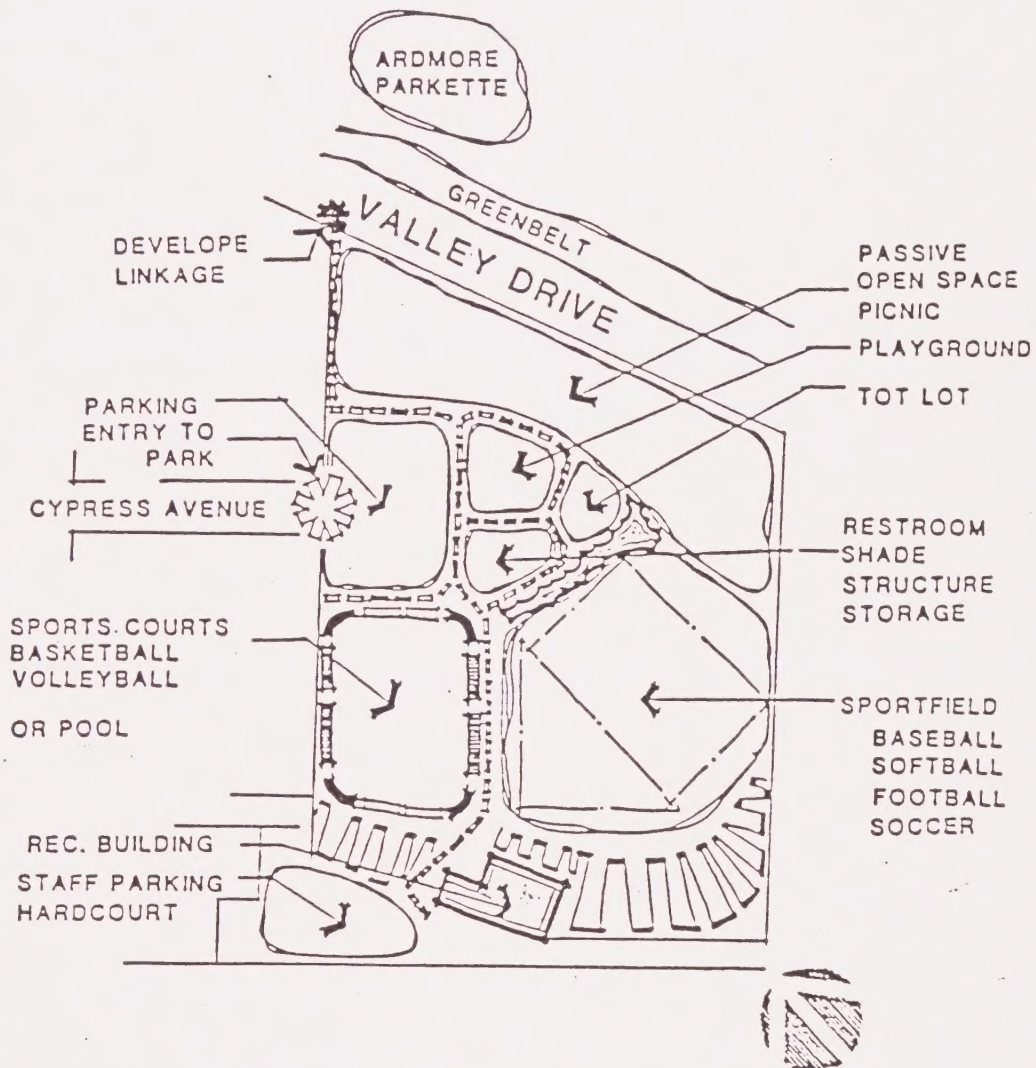 ARDMORE
PARKETTE
GREENBELT
VALLEY DRIVE
DEVELOPE
LINKAGE
PASSIVE
OPEN SPACE
PICNIC
PLAYGROUND
TOT LOT
PARKING
ENTRY TO
PARK
CYPRESS AVENUE
RESTROOM
SHADE
STRUCTURE
STORAGE
SPORTS COURTS
BASKETBALL
VOLLEYBALL
OR POOL
SPORTFIELD
BASEBALL
SOFTBALL
FOOTBALL
SOCCER
REC. BUILDING
STAFF PARKING
HARDCOURT